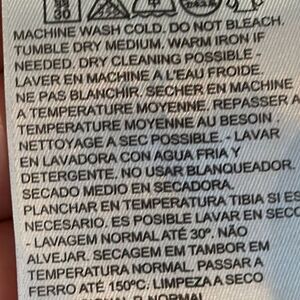 30
MACHINE WASH COLD. DO NOT BLEACH.
TUMBLE DRY MEDIUM. WARM IRON IF
NEEDED. DRY CLEANING POSSIBLE -
LAVER EN MACHINE A L'EAU FROIDE.
NE PAS BLANCHIR. SECHER EN MACHINE
A TEMPERATURE MOYENNE. REPASSER A
TEMPERATURE MOYENNE AU BESOIN.
NETTOYAGE A SEC POSSIBLE. - LAVAR
EN LAVADORA CON AGUA FRIA Y
DETERGENTE. NO USAR BLANQUEADOR.
SECADO MEDIO EN SECADORA.
PLANCHAR EN TEMPERATURA TIBIA SI ES
NECESARIO. ES POSIBLE LAVAR EN SECO
- LAVAGEM NORMAL ATÉ 30º. NÃO
ALVEJAR. SECAGEM EM TAMBOR EM
TEMPERATURA NORMAL. PASSAR A
FERRO ATÉ 150ºC. LIMPEZA A SECO
NORMAL